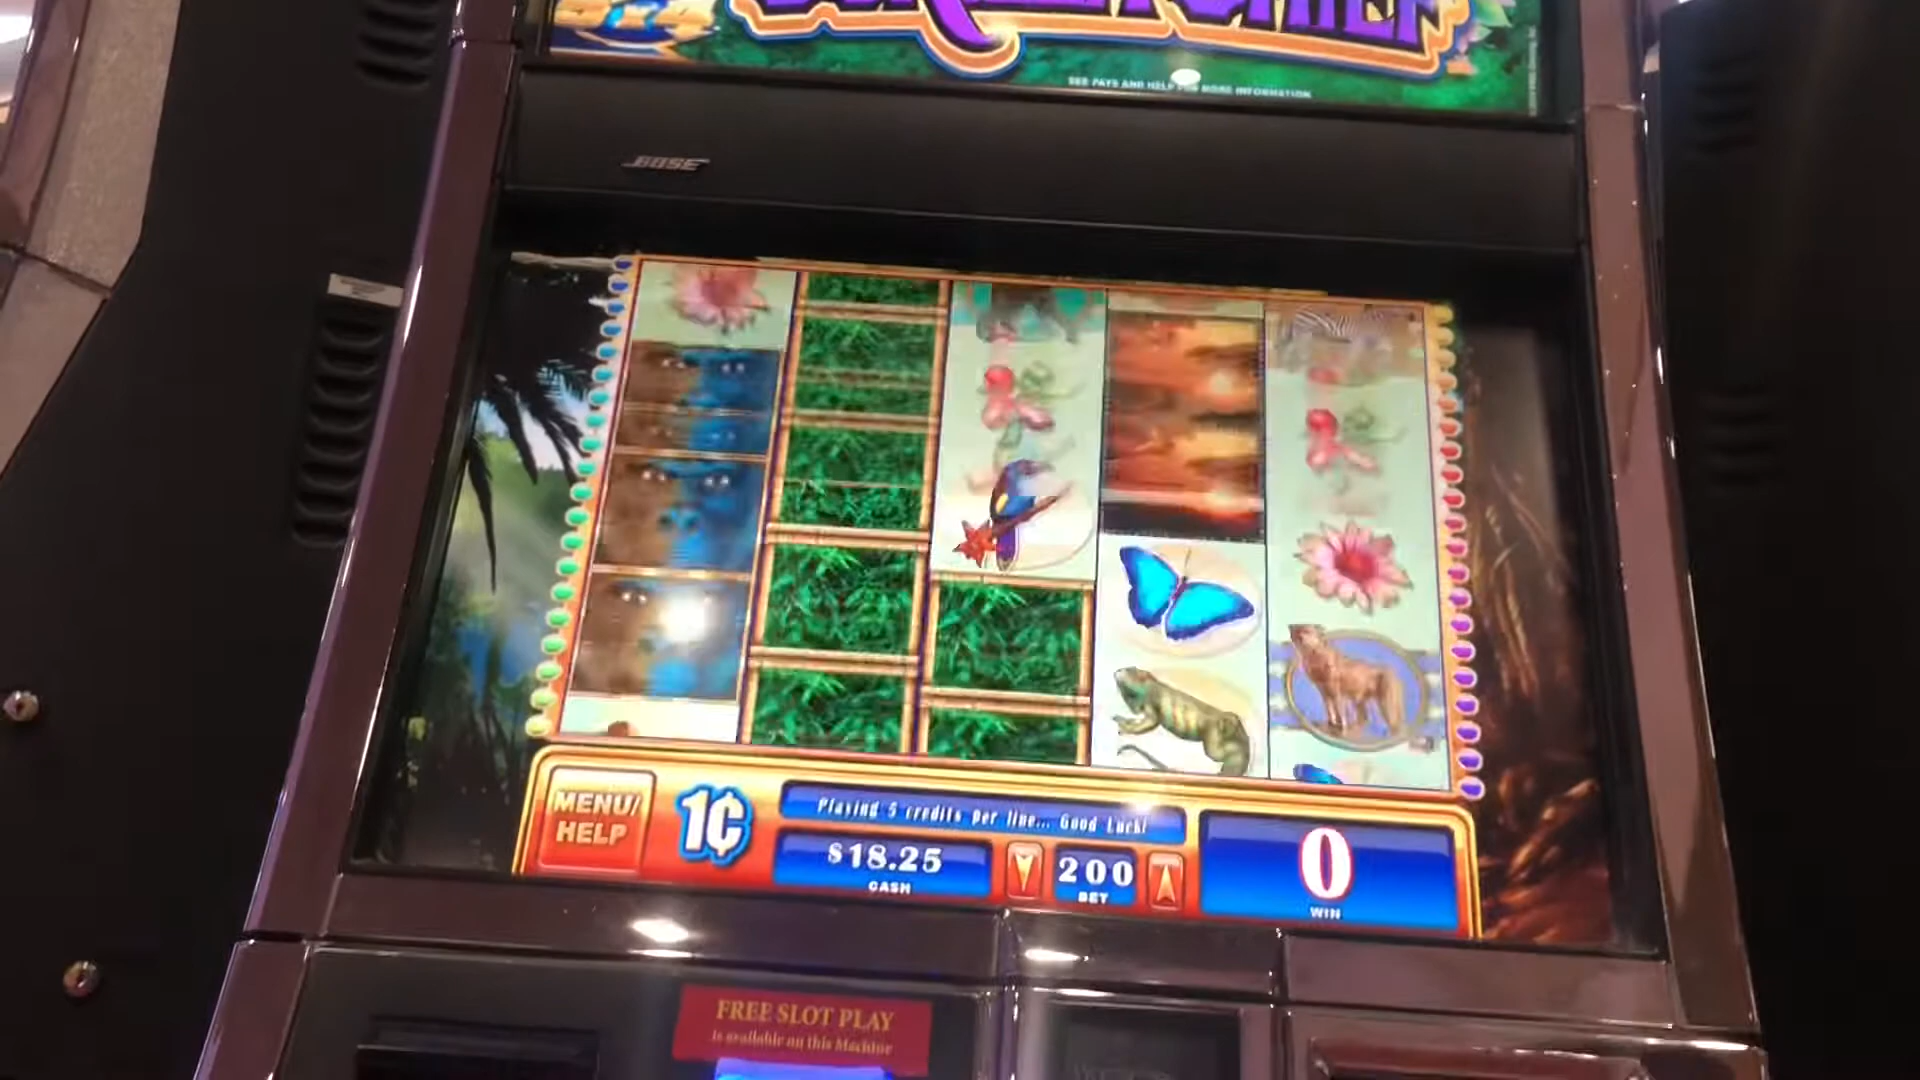 SEE PAYS AND HELP FOR MORE INFORMATION
BOSE
MENU/
HELP
1¢
Playing 5 credits per line... Good Luck!
$18.25
CASH
200
BET
0
WIN
FREE SLOT PLAY
is available on this Machine